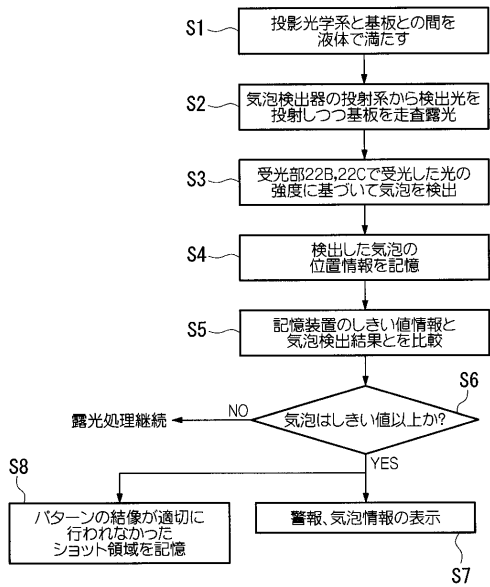 S1
投影光学系と基板との間を
液体で満たす
S2
気泡検出器の投射系から検出光を
投射しつつ基板を走査露光
S3
受光部22B,22Cで受光した光の
強度に基づいて気泡を検出
S4
検出した気泡の
位置情報を記憶
S5
記憶装置のしきい値情報と
気泡検出結果とを比較
S6
気泡はしきい値以上か?
NO
露光処理継続
YES
S8
パターンの結像が適切に
行われなかった
ショット領域を記憶
警報、気泡情報の表示
S7